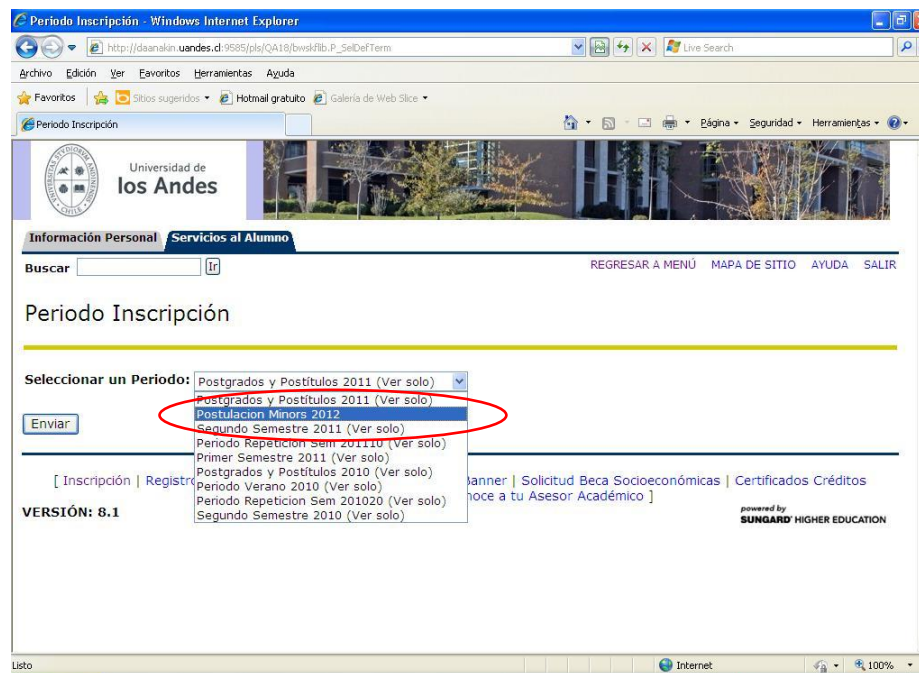 Periodo Inscripción - Windows Internet Explorer
http://daanakin.uandes.cl:9585/pls/QA18/bwskflib.P_SelDefTerm
Live Search
Archivo Edición Ver Favoritos Herramientas Ayuda
Favoritos Sitios sugeridos Hotmail gratuito Galería de Web Slice
Periodo Inscripción
Página Seguridad Herramientas
Universidad de
los Andes
Información Personal Servicios al Alumno
Buscar Ir REGRESAR A MENÚ MAPA DE SITIO AYUDA SALIR
Periodo Inscripción
Seleccionar un Periodo: Postgrados y Postítulos 2011 (Ver solo)
Postgrados y Postítulos 2011 (Ver solo)
Enviar
Postulacion Minors 2012
Segundo Semestre 2011 (Ver solo)
Periodo Repeticion Sem 201110 (Ver solo)
Primer Semestre 2011 (Ver solo)
Postgrados y Postítulos 2010 (Ver solo)
Periodo Verano 2010 (Ver solo)
Periodo Repeticion Sem 201020 (Ver solo)
Segundo Semestre 2010 (Ver solo)
[ Inscripción | Banner | Solicitud Beca Socioeconómicas | Certificados Créditos
a tu Asesor Académico ]
VERSIÓN: 8.1
powered by
SUNGARD HIGHER EDUCATION
Listo Internet 100%